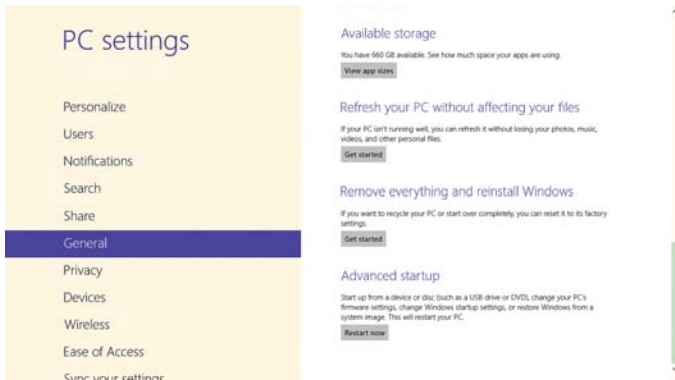 PC settings
Personalize
Users
Notifications
Search
Share
General
Privacy
Devices
Wireless
Ease of Access
Sync your settings
Available storage
You have 660 GB available. See how much space your apps are using.
View app sizes
Refresh your PC without affecting your files
If your PC isn't running well, you can refresh it without losing your photos, music,
videos, and other personal files.
Get started
Remove everything and reinstall Windows
If you want to recycle your PC or start over completely, you can reset it to its factory
settings.
Get started
Advanced startup
Start up from a device or disc (such as a USB drive or DVD), change your PC's
firmware settings, change Windows startup settings, or restore Windows from a
system image. This will restart your PC.
Restart now